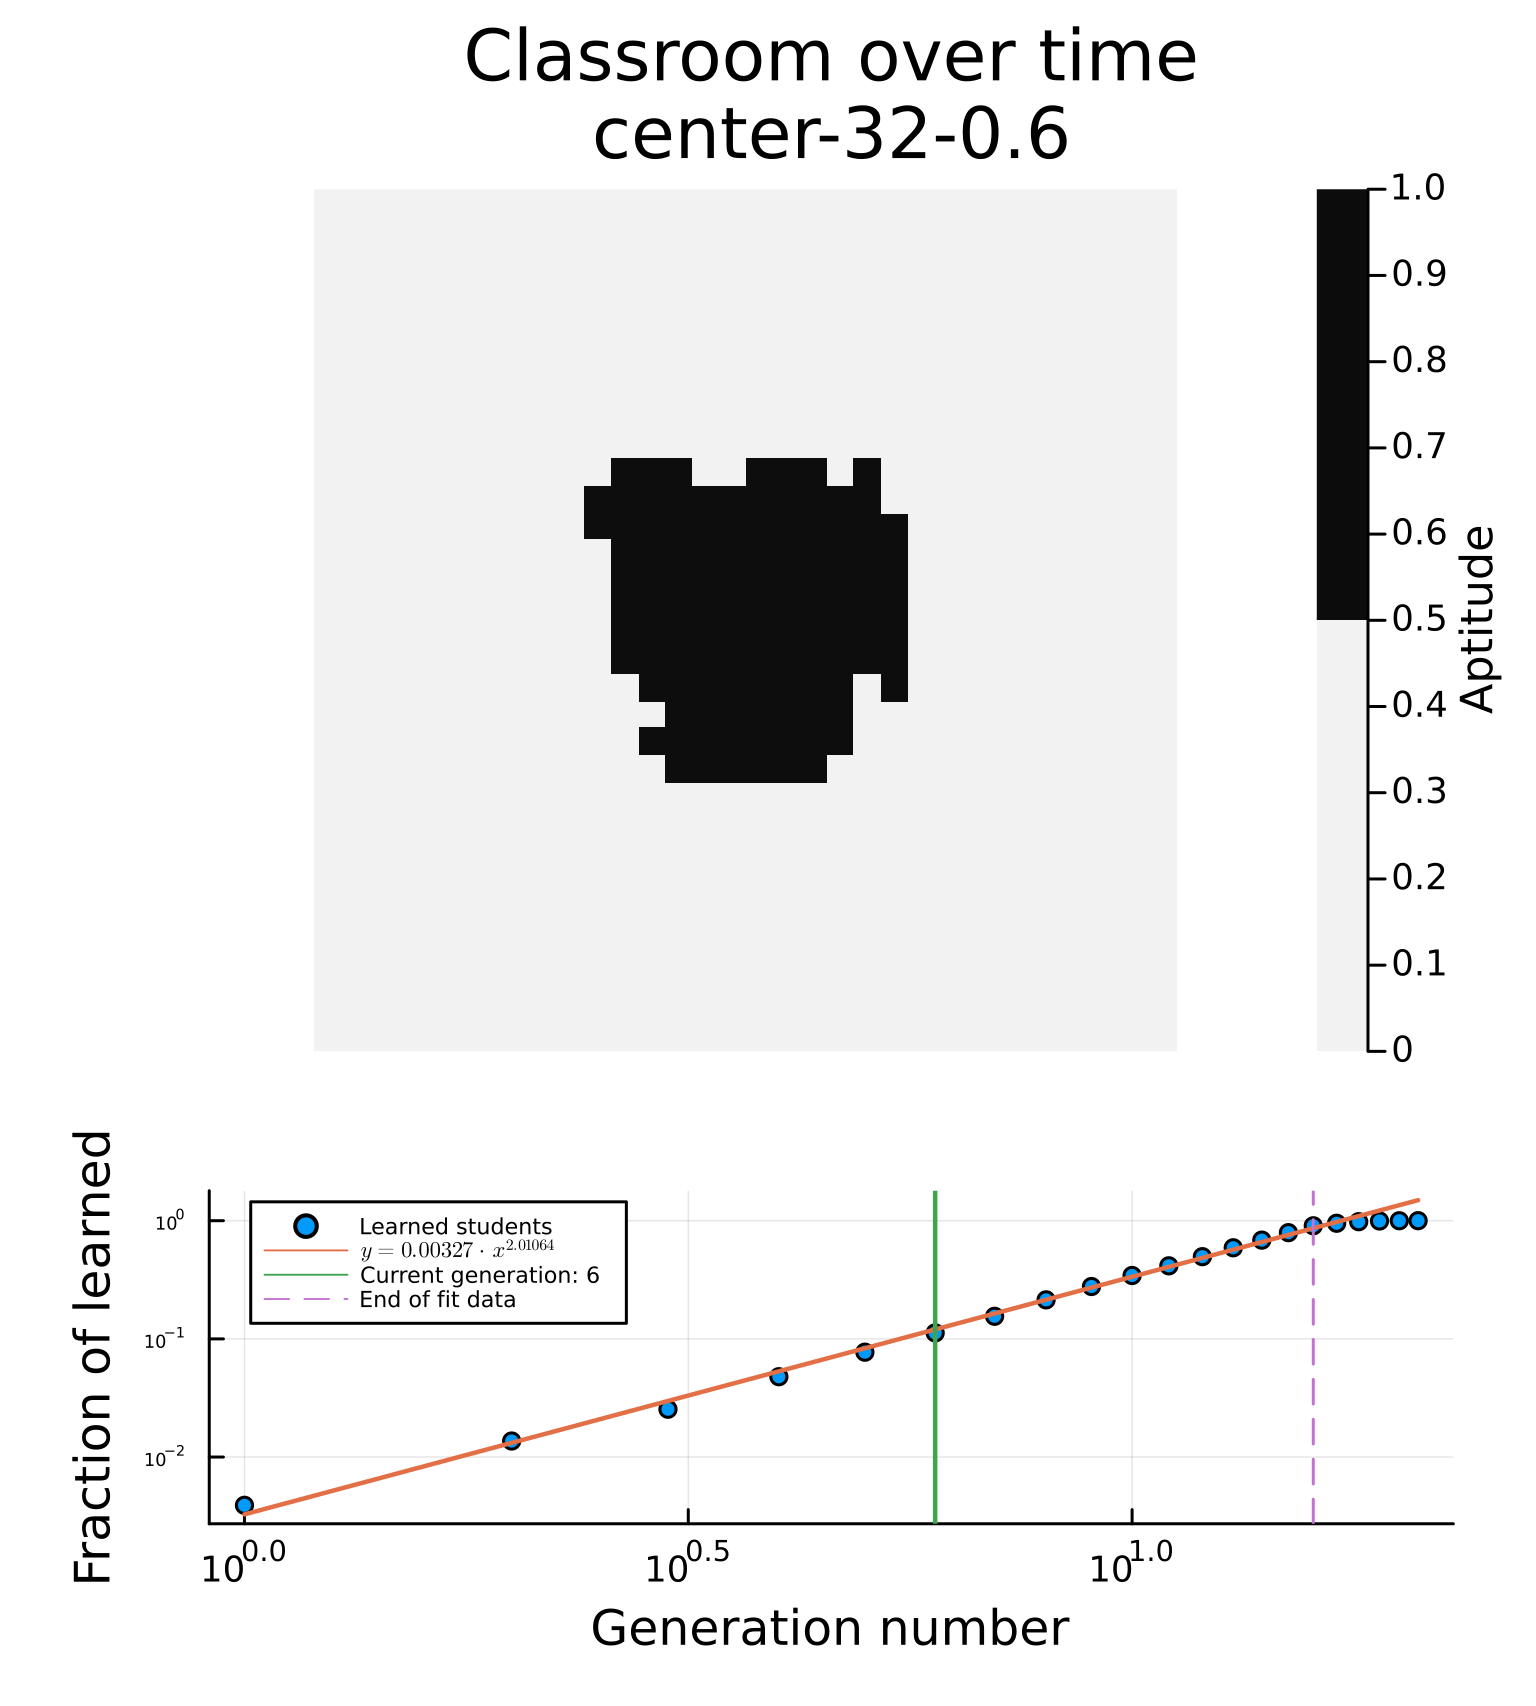 Classroom over time
center-32-0.6
1.0
0.9
0.8
0.7
0.6
0.5
0.4
0.3
0.2
0.1
0
Aptitude
Fraction of learned
10⁰
10⁻¹
10⁻²
Learned students
y = 0.00327 · x^2.01064
Current generation: 6
End of fit data
10^0.0
10^0.5
10^1.0
Generation number